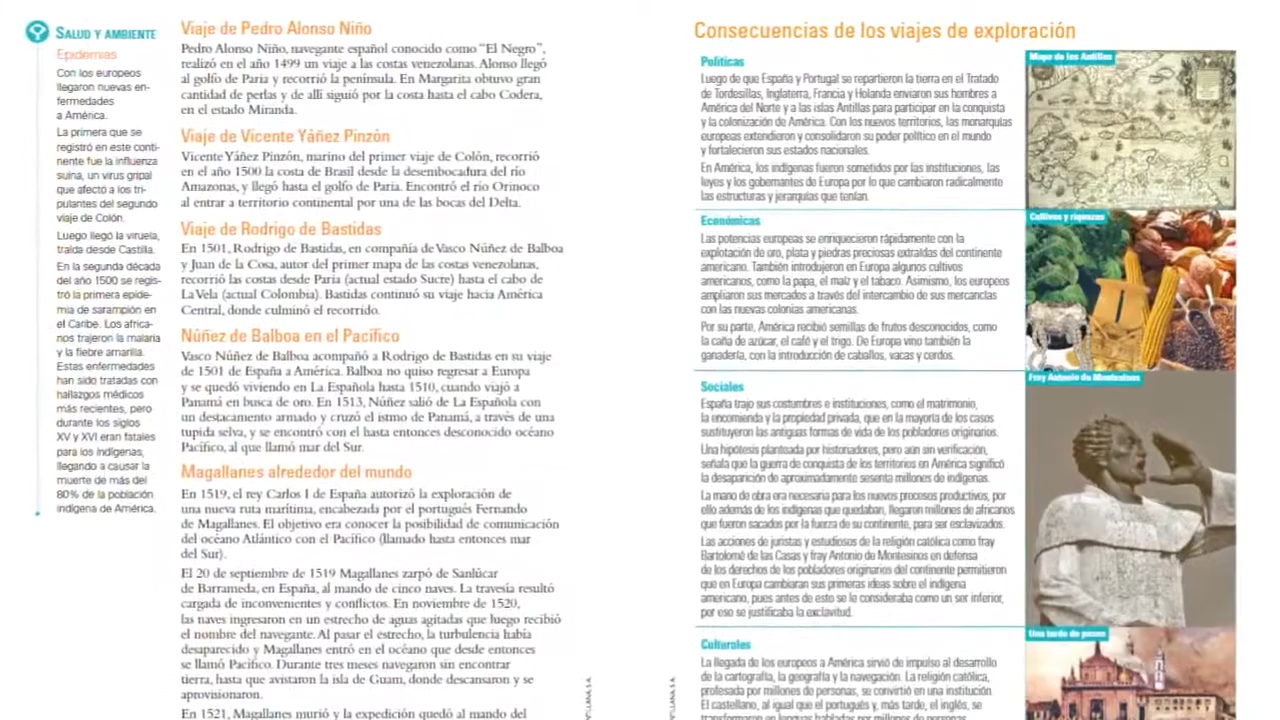 SALUD Y AMBIENTE
Epidemias
Con los europeos
llegaron nuevas en-
fermedades
a América.
La primera que se
registró en este conti-
nente fue la influenza
suina, un virus gripal
que afectó a los tri-
pulantes del segundo
viaje de Colón.
Luego llegó la viruela,
traída desde Castilla.
En la segunda década
del año 1500 se regis-
tró la primera epide-
mia de sarampión en
el Caribe. Los africa-
nos trajeron la malaria
y la fiebre amarilla.
Estas enfermedades
han sido tratadas con
hallazgos médicos
más recientes, pero
durante los siglos
XV y XVI eran fatales
para los indígenas,
llegando a causar la
muerte de más del
80% de la población
indígena de América.
Viaje de Pedro Alonso Niño
Pedro Alonso Niño, navegante español conocido como “El Negro”,
realizó en el año 1499 un viaje a las costas venezolanas. Alonso llegó
al golfo de Paria y recorrió la península. En Margarita obtuvo gran
cantidad de perlas y de allí siguió por la costa hasta el cabo Codera,
en el estado Miranda.
Viaje de Vicente Yáñez Pinzón
Vicente Yáñez Pinzón, marino del primer viaje de Colón, recorrió
en el año 1500 la costa de Brasil desde la desembocadura del río
Amazonas, y llegó hasta el golfo de Paria. Encontró el río Orinoco
al entrar a territorio continental por una de las bocas del Delta.
Viaje de Rodrigo de Bastidas
En 1501, Rodrigo de Bastidas, en compañía de Vasco Núñez de Balboa
y Juan de la Cosa, autor del primer mapa de las costas venezolanas,
recorrió las costas desde Paria (actual estado Sucre) hasta el cabo de
La Vela (actual Colombia). Bastidas continuó su viaje hacia América
Central, donde culminó el recorrido.
Núñez de Balboa en el Pacífico
Vasco Núñez de Balboa acompañó a Rodrigo de Bastidas en su viaje
de 1501 de España a América. Balboa no quiso regresar a Europa
y se quedó viviendo en La Española hasta 1510, cuando viajó a
Panamá en busca de oro. En 1513, Núñez salió de La Española con
un destacamento armado y cruzó el istmo de Panamá, a través de una
tupida selva, y se encontró con el hasta entonces desconocido océano
Pacífico, al que llamó mar del Sur.
Magallanes alrededor del mundo
En 1519, el rey Carlos I de España autorizó la exploración de
una nueva ruta marítima, encabezada por el portugués Fernando
de Magallanes. El objetivo era conocer la posibilidad de comunicación
del océano Atlántico con el Pacífico (llamado hasta entonces mar
del Sur).
El 20 de septiembre de 1519 Magallanes zarpó de Sanlúcar
de Barrameda, en España, al mando de cinco naves. La travesía resultó
cargada de inconvenientes y conflictos. En noviembre de 1520,
las naves ingresaron en un estrecho de aguas agitadas que luego recibió
el nombre del navegante. Al pasar el estrecho, la turbulencia había
desaparecido y Magallanes entró en el océano que desde entonces
se llamó Pacífico. Durante tres meses navegaron sin encontrar
tierra, hasta que avistaron la isla de Guam, donde descansaron y se
aprovisionaron.
En 1521, Magallanes murió y la expedición quedó al mando del
Consecuencias de los viajes de exploración
Políticas
Luego de que España y Portugal se repartieron la tierra en el Tratado
de Tordesillas, Inglaterra, Francia y Holanda enviaron sus hombres a
América del Norte y a las islas Antillas para participar en la conquista
y la colonización de América. Con los nuevos territorios, las monarquías
europeas extendieron y consolidaron su poder político en el mundo
y fortalecieron sus estados nacionales.
En América, los indígenas fueron sometidos por las instituciones, las
leyes y los gobernantes de Europa por lo que cambiaron radicalmente
las estructuras y jerarquías que tenían.
Mapa de las Antillas
Económicas
Las potencias europeas se enriquecieron rápidamente con la
explotación de oro, plata y piedras preciosas extraídas del continente
americano. También introdujeron en Europa algunos cultivos
americanos, como la papa, el maíz y el tabaco. Asimismo, los europeos
ampliaron sus mercados a través del intercambio de sus mercancías
con las nuevas colonias americanas.
Por su parte, América recibió semillas de frutos desconocidos, como
la caña de azúcar, el café y el trigo. De Europa vino también la
ganadería, con la introducción de caballos, vacas y cerdos.
Cultivos y riquezas
Sociales
España trajo sus costumbres e instituciones, como el matrimonio,
la encomienda y la propiedad privada, que en la mayoría de los casos
sustituyeron las antiguas formas de vida de los pobladores originarios.
Una hipótesis planteada por historiadores, pero aún sin verificación,
señala que la guerra de conquista de los territorios en América significó
la desaparición de aproximadamente sesenta millones de indígenas.
La mano de obra era necesaria para los nuevos procesos productivos, por
ello además de los indígenas que quedaban, llegaron millones de africanos
que fueron sacados por la fuerza de su continente, para ser esclavizados.
Las acciones de juristas y estudiosos de la religión católica como fray
Bartolomé de las Casas y fray Antonio de Montesinos en defensa
de los derechos de los pobladores originarios del continente permitieron
que en Europa cambiaran sus primeras ideas sobre el indígena
americano, pues antes de esto se le consideraba como un ser inferior,
por eso se justificaba la esclavitud.
Fray Antonio de Montesinos
Culturales
La llegada de los europeos a América sirvió de impulso al desarrollo
de la cartografía, la geografía y la navegación. La religión católica,
profesada por millones de personas, se convirtió en una institución
El castellano, al igual que el portugués y, más tarde, el inglés, se
transformaron en lenguas habladas por millones de personas.
Una tarde de paseo